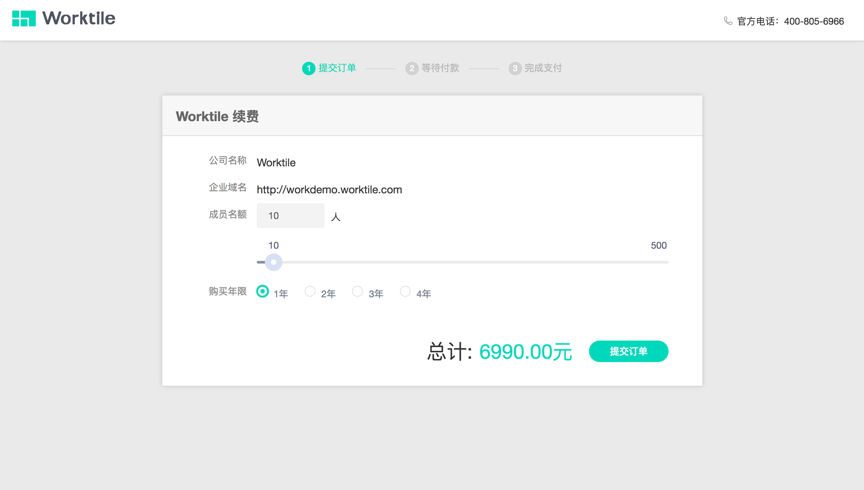 Worktile
官方电话：400-805-6966
1 提交订单 2 等待付款 3 完成支付
Worktile 续费
公司名称 Worktile
企业域名 http://workdemo.worktile.com
成员名额 10 人
10 500
购买年限 1年 2年 3年 4年
总计: 6990.00元 提交订单